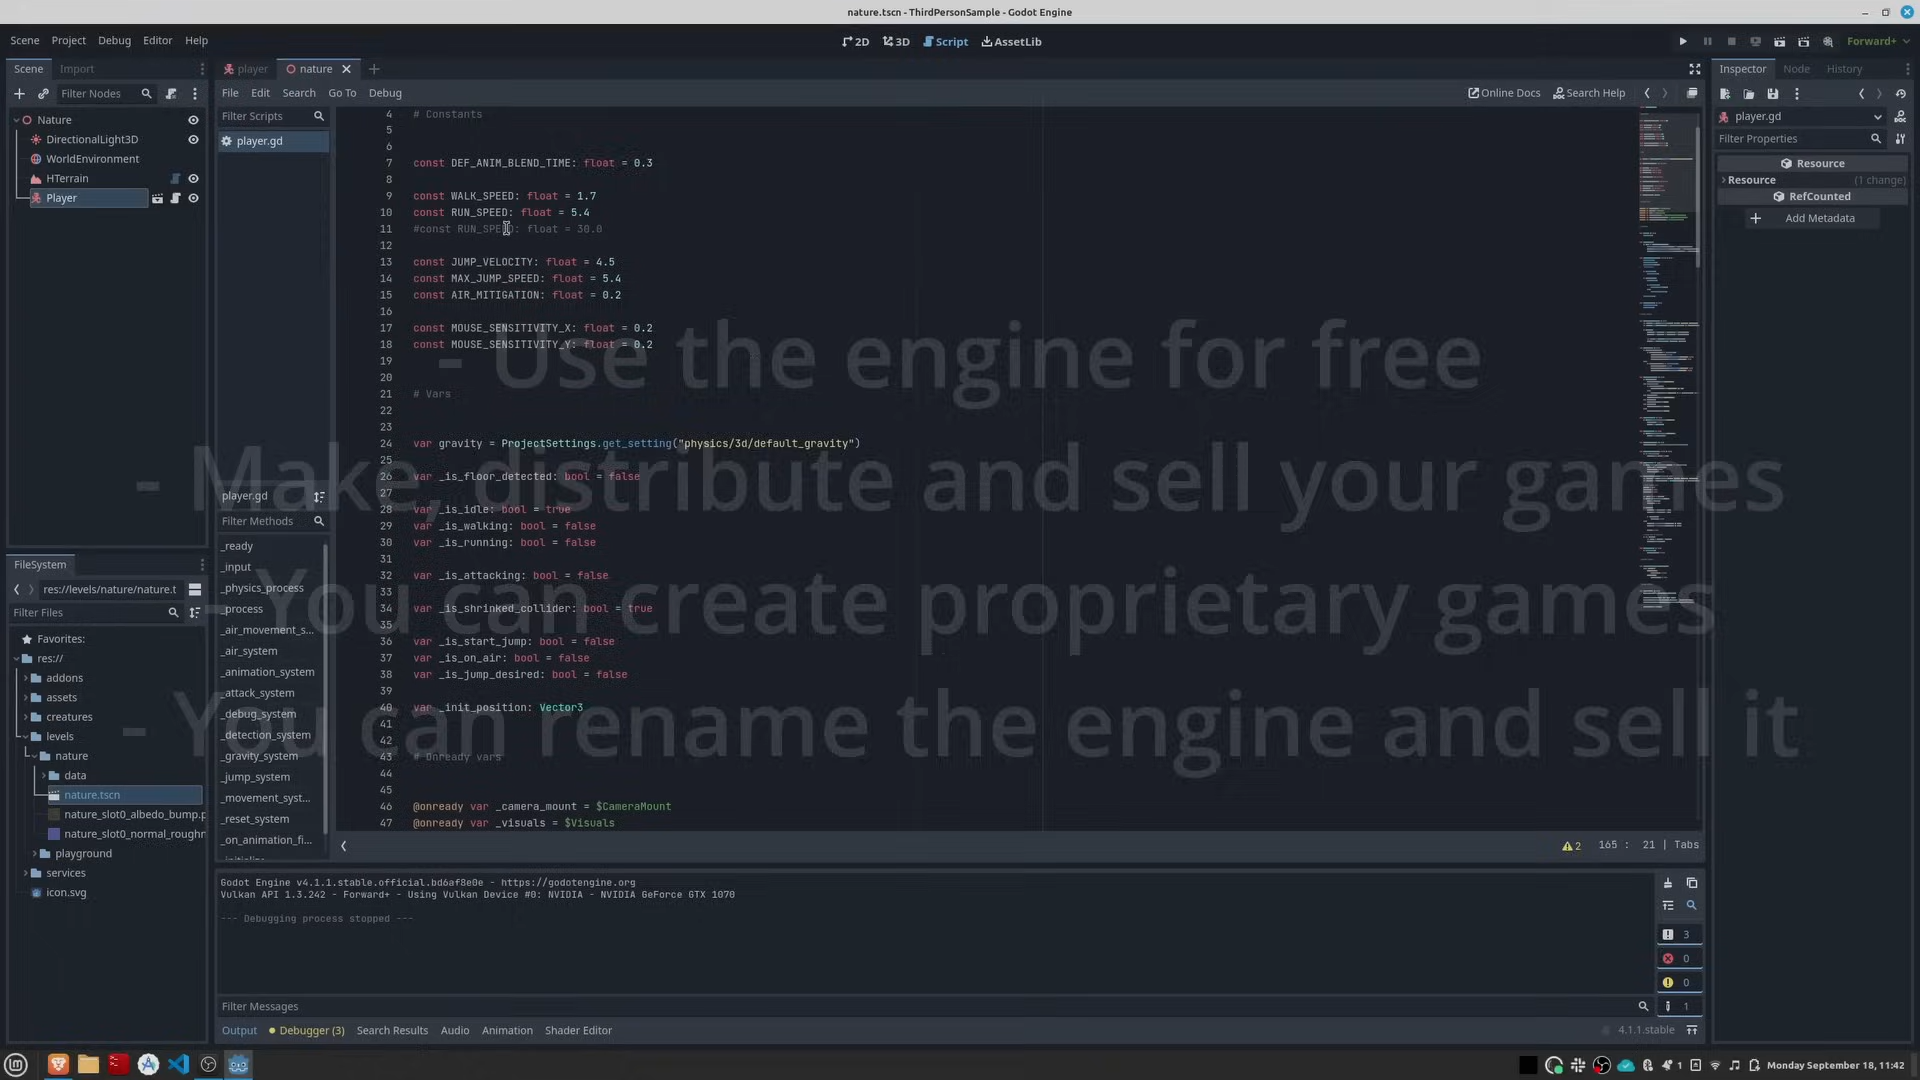 nature.tscn - ThirdPersonSample - Godot Engine
Scene Project Debug Editor Help
2D 3D Script AssetLib
Forward+
Scene Import
player nature
Inspector Node History
Filter Nodes
File Edit Search Go To Debug
Online Docs Search Help
Nature
DirectionalLight3D
WorldEnvironment
HTerrain
Player
Filter Scripts
player.gd
4 # Constants
5
6
7 const DEF_ANIM_BLEND_TIME: float = 0.3
8
9 const WALK_SPEED: float = 1.7
10 const RUN_SPEED: float = 5.4
11 #const RUN_SPEED: float = 30.0
12
13 const JUMP_VELOCITY: float = 4.5
14 const MAX_JUMP_SPEED: float = 5.4
15 const AIR_MITIGATION: float = 0.2
16
17 const MOUSE_SENSITIVITY_X: float = 0.2
18 const MOUSE_SENSITIVITY_Y: float = 0.2
19
20
21 # Vars
22
23
24 var gravity = ProjectSettings.get_setting("physics/3d/default_gravity")
25
26 var _is_floor_detected: bool = false
27
28 var _is_idle: bool = true
29 var _is_walking: bool = false
30 var _is_running: bool = false
31
32 var _is_attacking: bool = false
33
34 var _is_shrinked_collider: bool = true
35
36 var _is_start_jump: bool = false
37 var _is_on_air: bool = false
38 var _is_jump_desired: bool = false
39
40 var _init_position: Vector3
41
42
43 # Onready vars
44
45
46 @onready var _camera_mount = $CameraMount
47 @onready var _visuals = $Visuals
- Use the engine for free
- Make, distribute and sell your games
- You can create proprietary games
- You can rename the engine and sell it
player.gd
Filter Properties
Resource
Resource (1 change)
RefCounted
Add Metadata
player.gd
Filter Methods
_ready
_input
_physics_process
_process
_air_movement_s...
_air_system
_animation_system
_attack_system
_debug_system
_detection_system
_gravity_system
_jump_system
_movement_syst...
_reset_system
_on_animation_fi...
FileSystem
res://levels/nature/nature.t
Filter Files
Favorites:
res://
addons
assets
creatures
levels
nature
data
nature.tscn
nature_slot0_albedo_bump.p
nature_slot0_normal_roughn
playground
services
icon.svg
2 165 : 21 | Tabs
Godot Engine v4.1.1.stable.official.bd6af8e0e - https://godotengine.org
Vulkan API 1.3.242 - Forward+ - Using Vulkan Device #0: NVIDIA - NVIDIA GeForce GTX 1070
--- Debugging process stopped ---
3
0
0
1
Filter Messages
Output Debugger (3) Search Results Audio Animation Shader Editor
4.1.1.stable
1
Monday September 18, 11:42